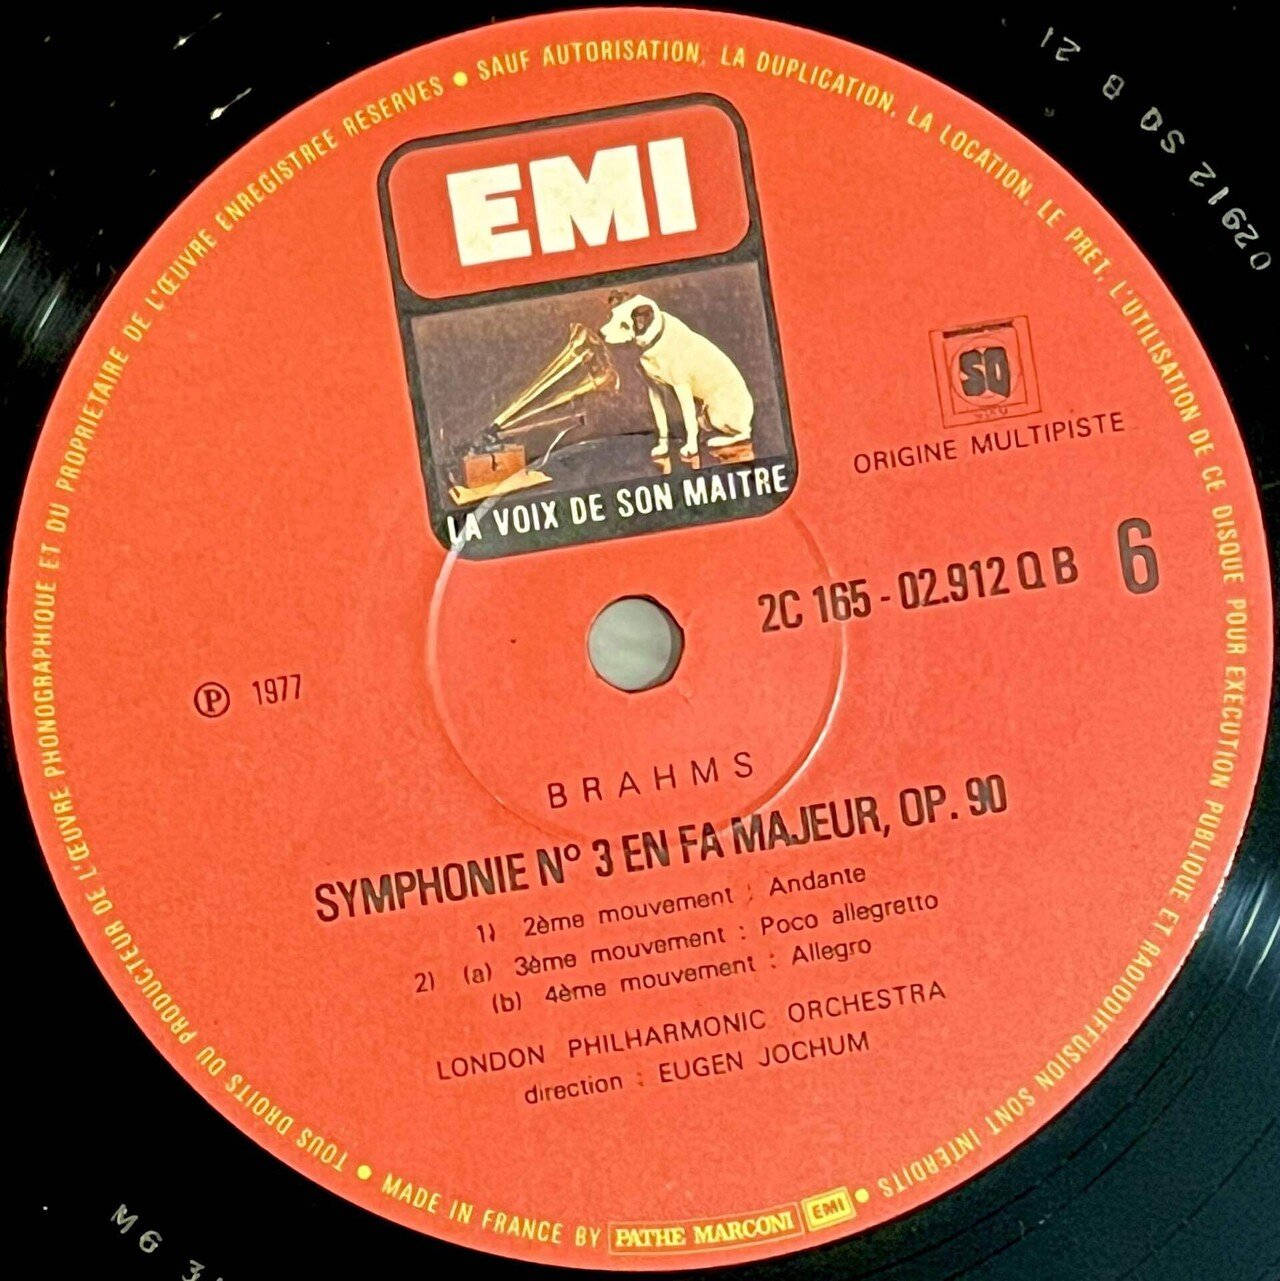 TOUS DROITS DU PRODUCTEUR DE L'ŒUVRE PHONOGRAPHIQUE ET DU PROPRIETAIRE DE L'ŒUVRE ENREGISTREE RESERVES • SAUF AUTORISATION, LA DUPLICATION, LA LOCATION, LE PRET, L'UTILISATION DE CE DISQUE POUR EXECUTION PUBLIQUE ET RADIODIFFUSION SONT INTERDITS •
EMI
LA VOIX DE SON MAITRE
SQ
ORIGINE MULTIPISTE
2C 165 - 02.912 Q B 6
Ⓟ 1977
BRAHMS
SYMPHONIE Nº 3 EN FA MAJEUR, OP. 90
1) 2ème mouvement : Andante
2) (a) 3ème mouvement : Poco allegretto
(b) 4ème mouvement : Allegro
LONDON PHILHARMONIC ORCHESTRA
direction : EUGEN JOCHUM
• MADE IN FRANCE BY PATHE MARCONI EMI
02912 SQ B 21
M6